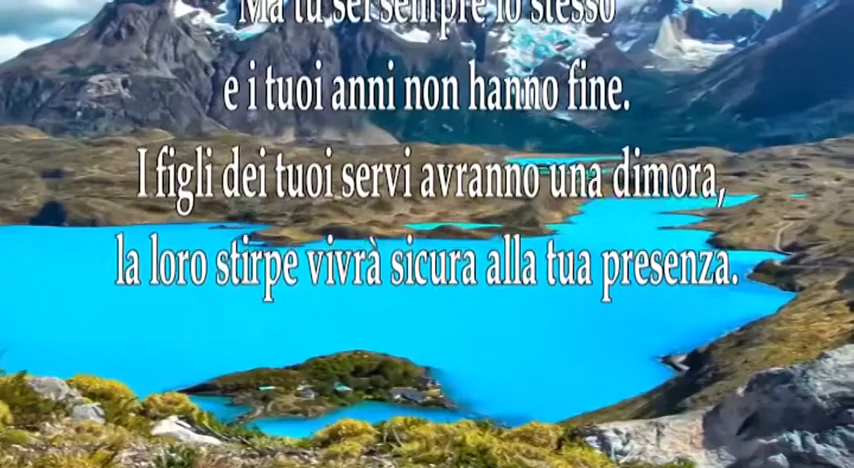 Ma tu sei sempre lo stesso
e i tuoi anni non hanno fine.
I figli dei tuoi servi avranno una dimora,
la loro stirpe vivrà sicura alla tua presenza.